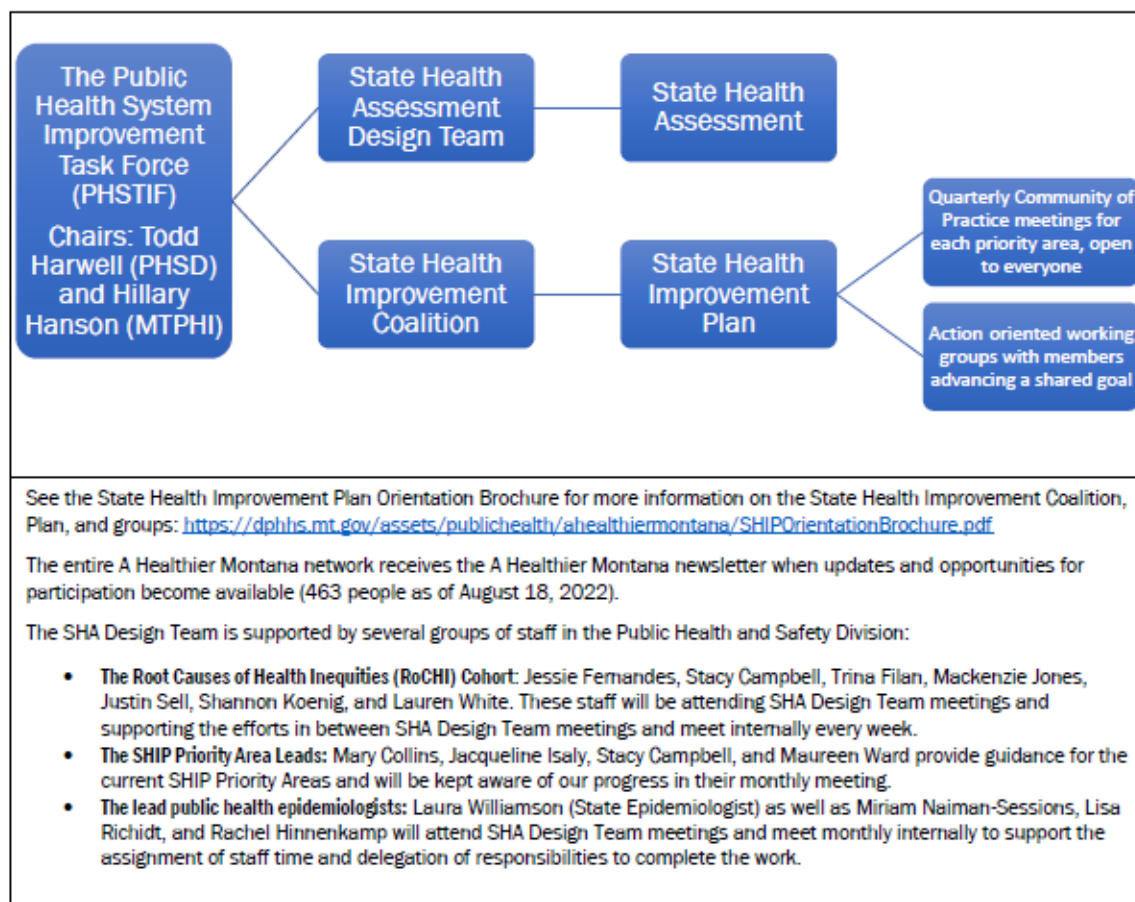 The Public
Health System
Improvement
Task Force
(PHSTIF)
Chairs: Todd
Harwell (PHSD)
and Hillary
Hanson (MTPHI)
State Health
Assessment
Design Team
State Health
Assessment
State Health
Improvement
Coalition
State Health
Improvement
Plan
Quarterly Community of
Practice meetings for
each priority area, open
to everyone
Action oriented working
groups with members
advancing a shared goal
See the State Health Improvement Plan Orientation Brochure for more information on the State Health Improvement Coalition,
Plan, and groups: https://dphhs.mt.gov/assets/publichealth/ahealthiermontana/SHIPOrientationBrochure.pdf
The entire A Healthier Montana network receives the A Healthier Montana newsletter when updates and opportunities for
participation become available (463 people as of August 18, 2022).
The SHA Design Team is supported by several groups of staff in the Public Health and Safety Division:
• The Root Causes of Health Inequities (RoCHI) Cohort: Jessie Fernandes, Stacy Campbell, Trina Filan, Mackenzie Jones,
Justin Sell, Shannon Koenig, and Lauren White. These staff will be attending SHA Design Team meetings and
supporting the efforts in between SHA Design Team meetings and meet internally every week.
• The SHIP Priority Area Leads: Mary Collins, Jacqueline Isaly, Stacy Campbell, and Maureen Ward provide guidance for the
current SHIP Priority Areas and will be kept aware of our progress in their monthly meeting.
• The lead public health epidemiologists: Laura Williamson (State Epidemiologist) as well as Miriam Naiman-Sessions, Lisa
Richidt, and Rachel Hinnenkamp will attend SHA Design Team meetings and meet monthly internally to support the
assignment of staff time and delegation of responsibilities to complete the work.